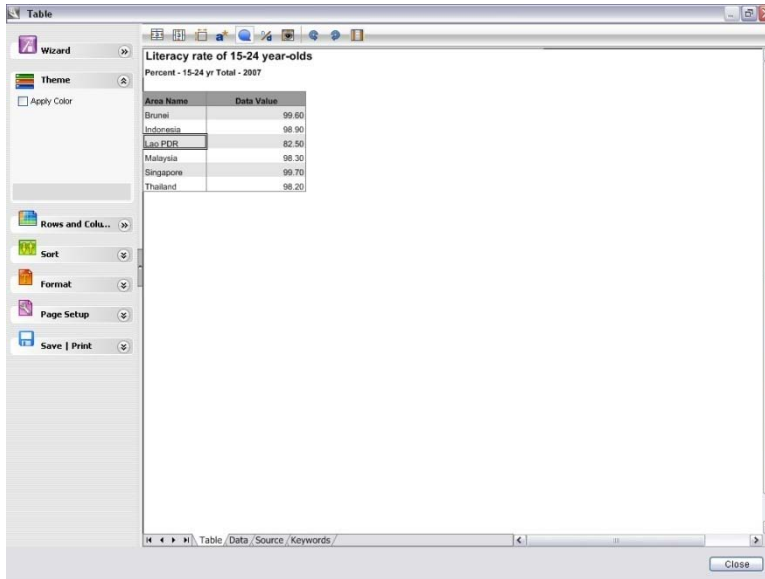 Table
Wizard
Theme
Apply Color
Rows and Colu...
Sort
Format
Page Setup
Save | Print
Literacy rate of 15-24 year-olds
Percent - 15-24 yr Total - 2007
Area Name Data Value
Brunei 99.60
Indonesia 98.90
Lao PDR 82.50
Malaysia 98.30
Singapore 99.70
Thailand 98.20
Table Data Source Keywords
Close